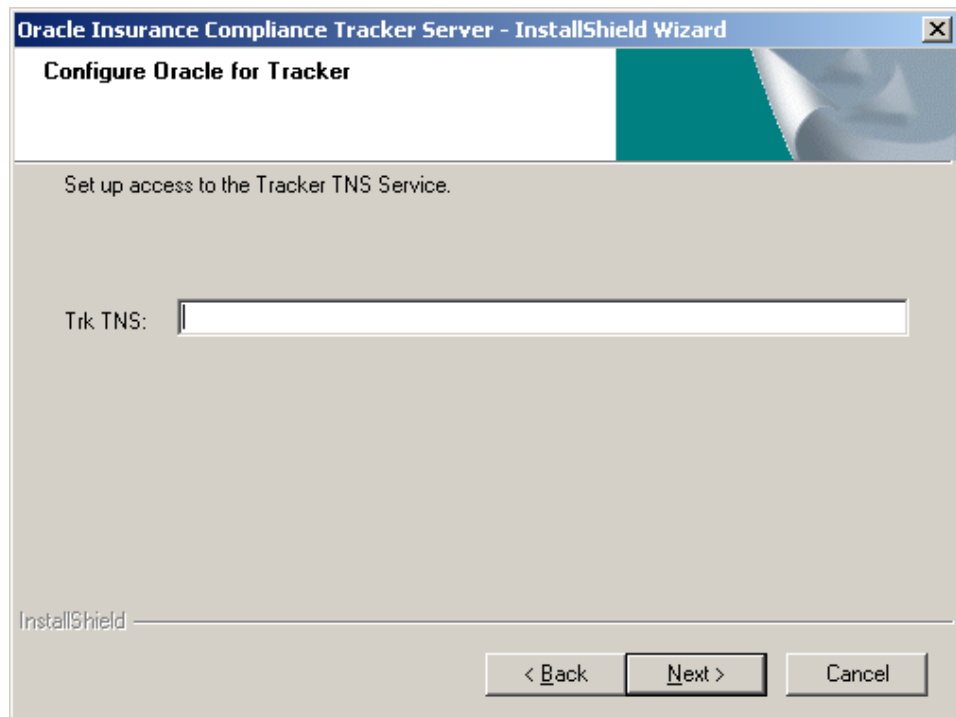 Oracle Insurance Compliance Tracker Server - InstallShield Wizard
Configure Oracle for Tracker
Set up access to the Tracker TNS Service.
Trk TNS:
InstallShield
< Back Next > Cancel